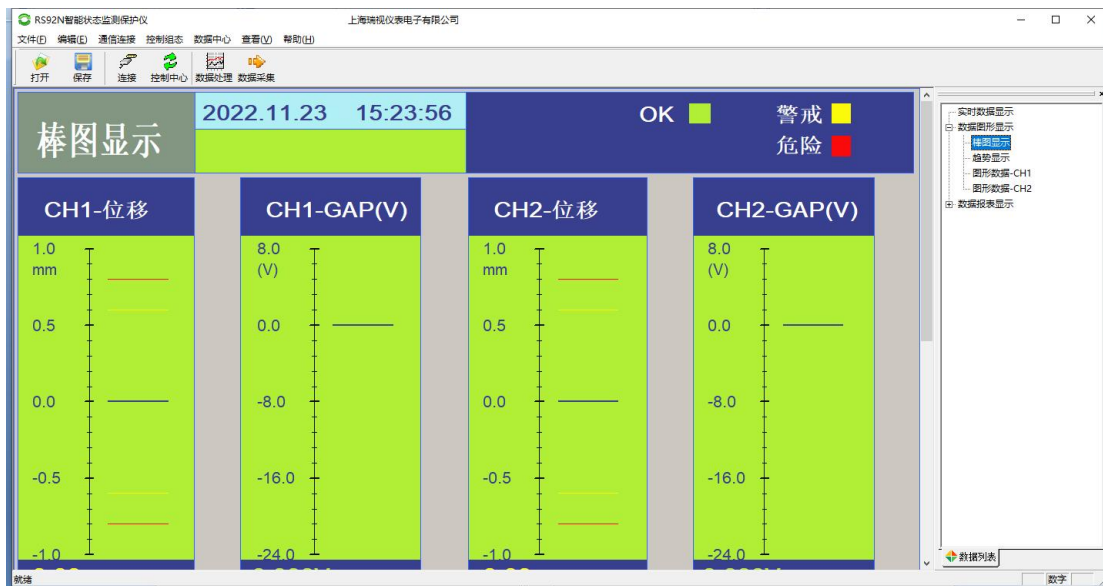 RS92N智能状态监测保护仪 上海瑞视仪表电子有限公司
文件(F) 编辑(E) 通信连接 控制组态 数据中心 查看(V) 帮助(H)
打开 保存 连接 控制中心 数据处理 数据采集
棒图显示
2022.11.23 15:23:56
OK 警戒
危险
CH1-位移 CH1-GAP(V) CH2-位移 CH2-GAP(V)
1.0 8.0 1.0 8.0
mm (V) mm (V)
0.5 0.0 0.5 0.0
0.0 -8.0 0.0 -8.0
-0.5 -16.0 -0.5 -16.0
-1.0 -24.0 -1.0 -24.0
实时数据显示
数据图形显示
棒图显示
趋势显示
图形数据-CH1
图形数据-CH2
数据报表显示
数据列表
就绪 数字